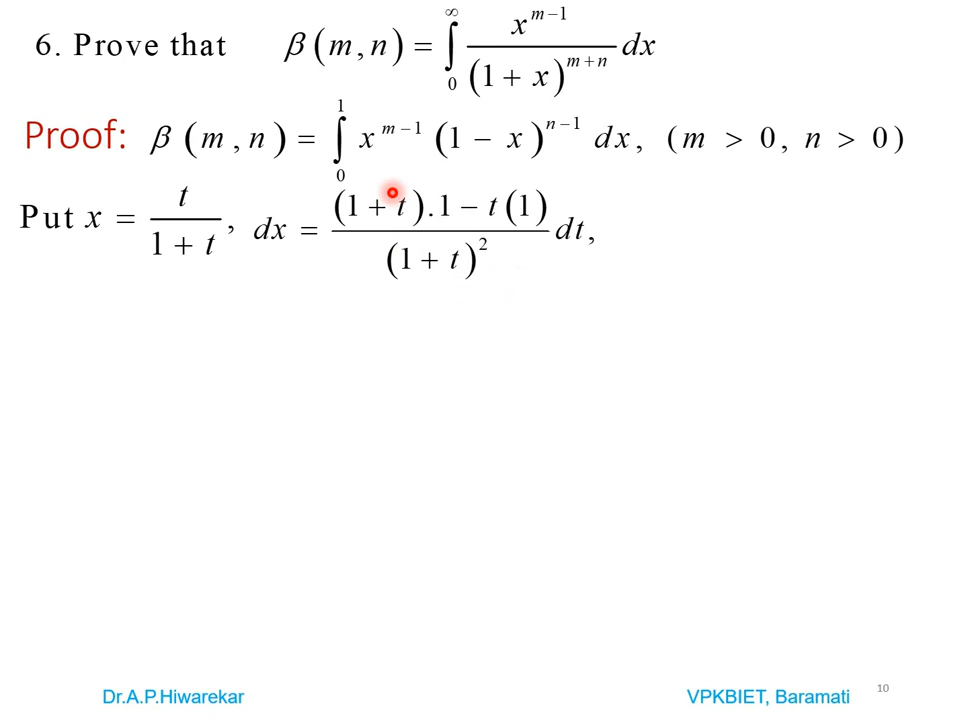 6. Prove that β(m, n) = ∫₀^∞ x^(m−1) / (1 + x)^(m+n) dx
Proof: β(m, n) = ∫₀¹ x^(m−1) (1 − x)^(n−1) dx, (m > 0, n > 0)
Put x = t / (1 + t), dx = ((1 + t).1 − t(1)) / (1 + t)² dt,
Dr.A.P.Hiwarekar VPKBIET, Baramati 10